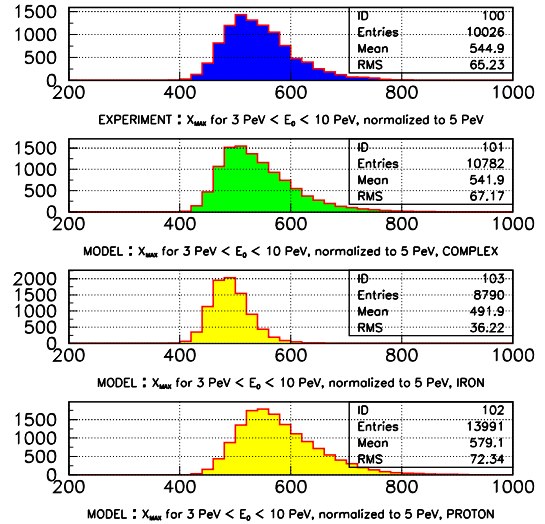 1500
1000
500
0
ID 100
Entries 10026
Mean 544.9
RMS 65.23
200 400 600 800 1000
EXPERIMENT : XMAX for 3 PeV < E0 < 10 PeV, normalized to 5 PeV
1500
1000
500
0
ID 101
Entries 10782
Mean 541.9
RMS 67.17
200 400 600 800 1000
MODEL : XMAX for 3 PeV < E0 < 10 PeV, normalized to 5 PeV, COMPLEX
2000
1500
1000
500
0
ID 103
Entries 8790
Mean 491.9
RMS 36.22
200 400 600 800 1000
MODEL : XMAX for 3 PeV < E0 < 10 PeV, normalized to 5 PeV, IRON
1500
1000
500
0
ID 102
Entries 13991
Mean 579.1
RMS 72.34
200 400 600 800 1000
MODEL : XMAX for 3 PeV < E0 < 10 PeV, normalized to 5 PeV, PROTON